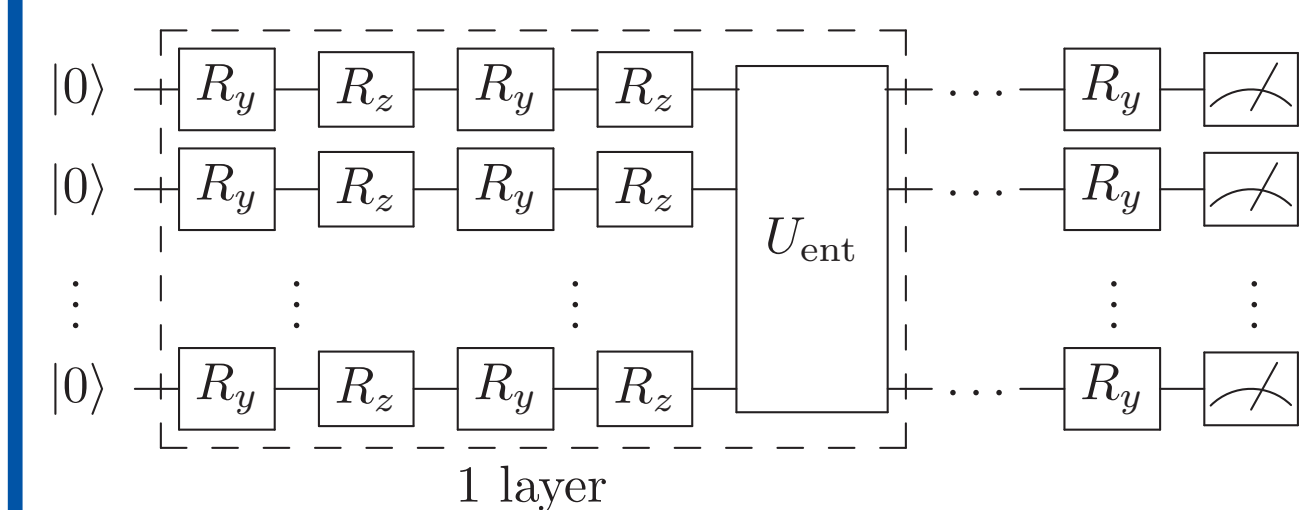 |0⟩ R_y R_z R_y R_z ··· R_y
|0⟩ R_y R_z R_y R_z ··· R_y
U_ent
⋮ ⋮ ⋮ ⋮ ⋮
|0⟩ R_y R_z R_y R_z ··· R_y
1 layer